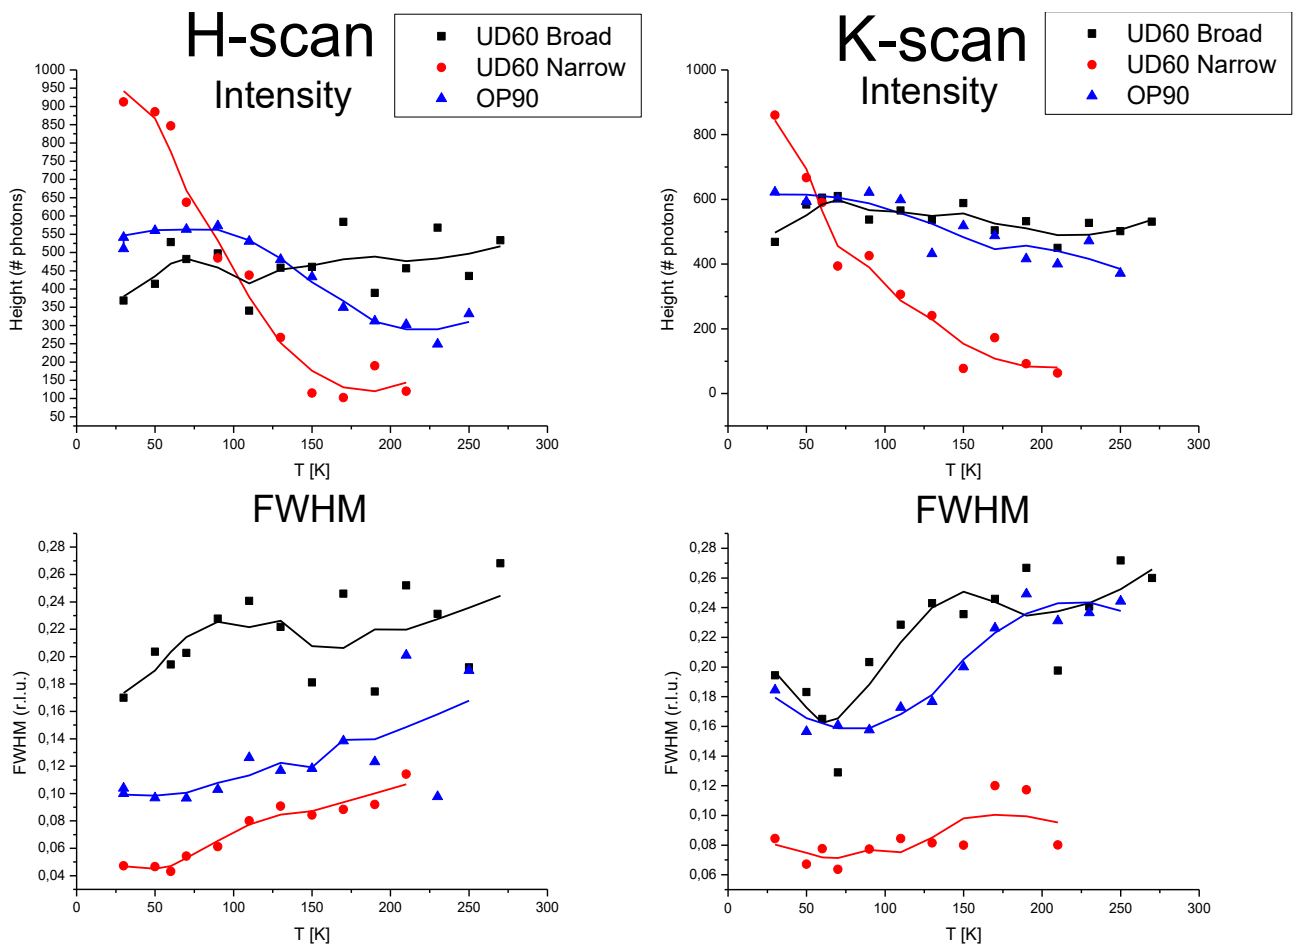 H-scan
Intensity
UD60 Broad
UD60 Narrow
OP90
1000
950
900
850
800
750
700
650
600
550
500
450
400
350
300
250
200
150
100
50
Height (# photons)
0 50 100 150 200 250 300
T [K]
K-scan
Intensity
UD60 Broad
UD60 Narrow
OP90
1000
800
600
400
200
0
Height (# photons)
0 50 100 150 200 250 300
T [K]
FWHM
0,28
0,26
0,24
0,22
0,20
0,18
0,16
0,14
0,12
0,10
0,08
0,06
0,04
FWHM (r.l.u.)
0 50 100 150 200 250 300
T [K]
FWHM
0,28
0,26
0,24
0,22
0,20
0,18
0,16
0,14
0,12
0,10
0,08
0,06
FWHM (r.l.u.)
0 50 100 150 200 250 300
T [K]